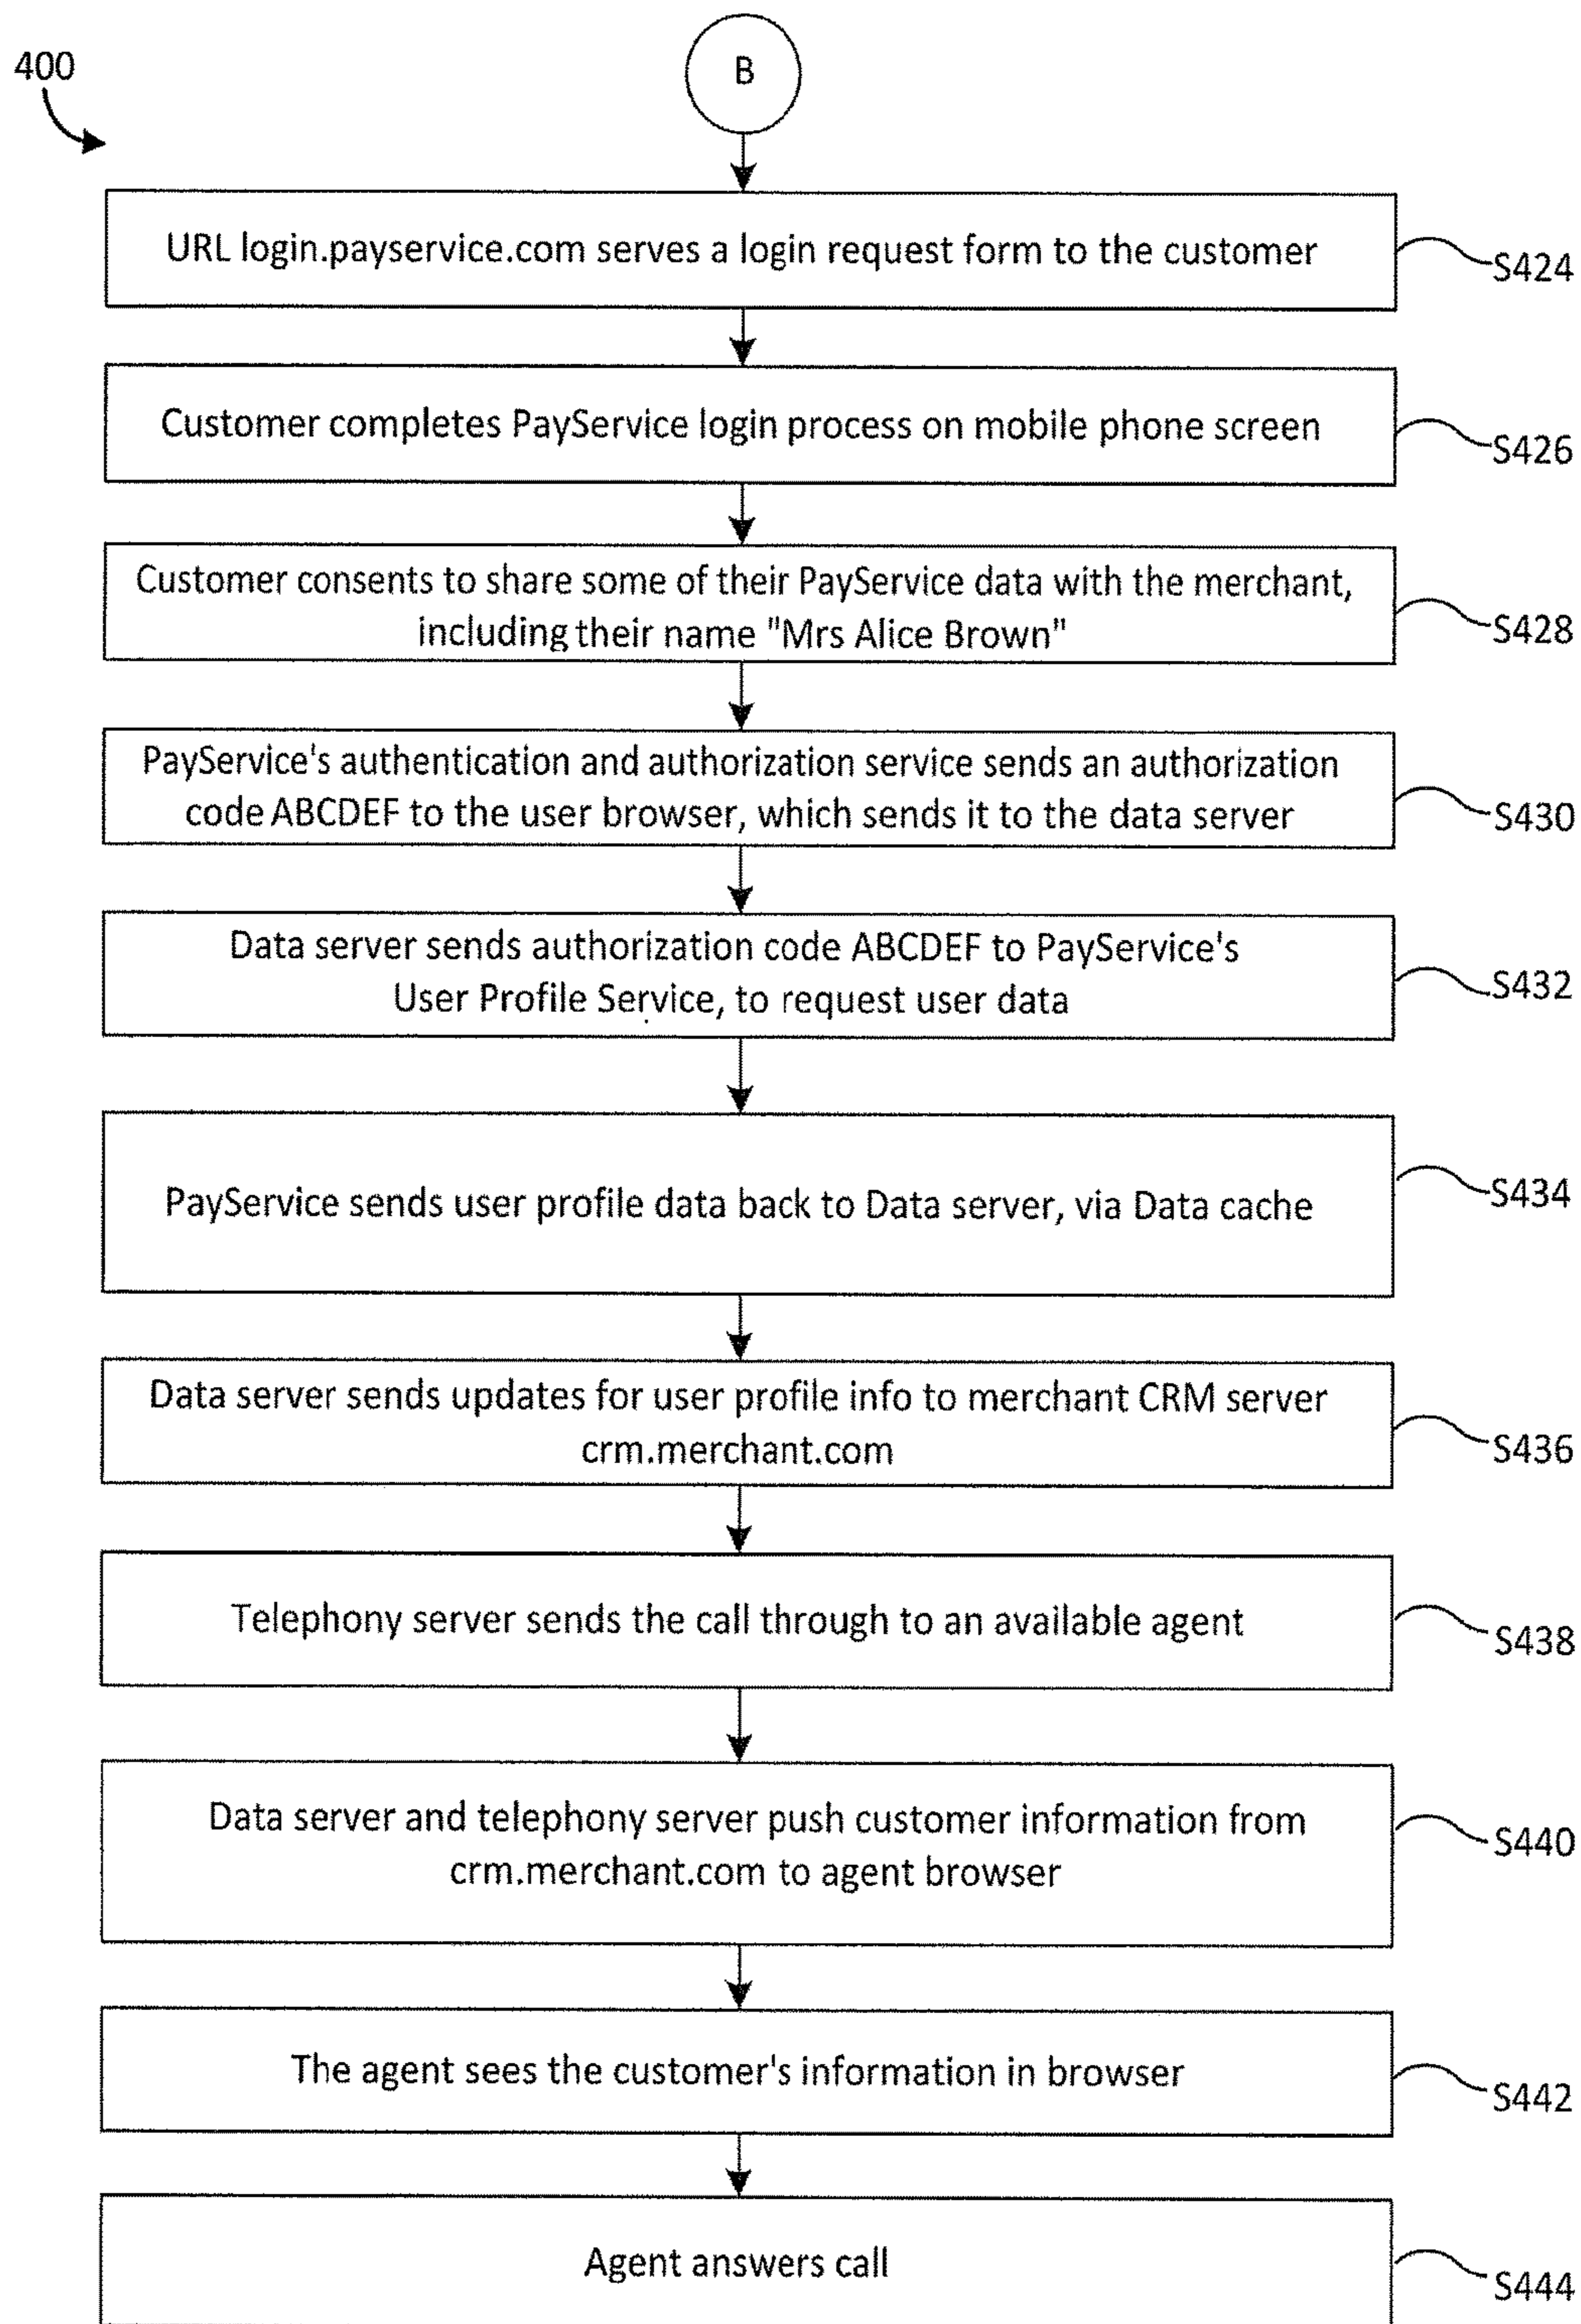 400
B
URL login.payservice.com serves a login request form to the customer
S424
Customer completes PayService login process on mobile phone screen
S426
Customer consents to share some of their PayService data with the merchant,
including their name "Mrs Alice Brown"
S428
PayService's authentication and authorization service sends an authorization
code ABCDEF to the user browser, which sends it to the data server
S430
Data server sends authorization code ABCDEF to PayService's
User Profile Service, to request user data
S432
PayService sends user profile data back to Data server, via Data cache
S434
Data server sends updates for user profile info to merchant CRM server
crm.merchant.com
S436
Telephony server sends the call through to an available agent
S438
Data server and telephony server push customer information from
crm.merchant.com to agent browser
S440
The agent sees the customer's information in browser
S442
Agent answers call
S444